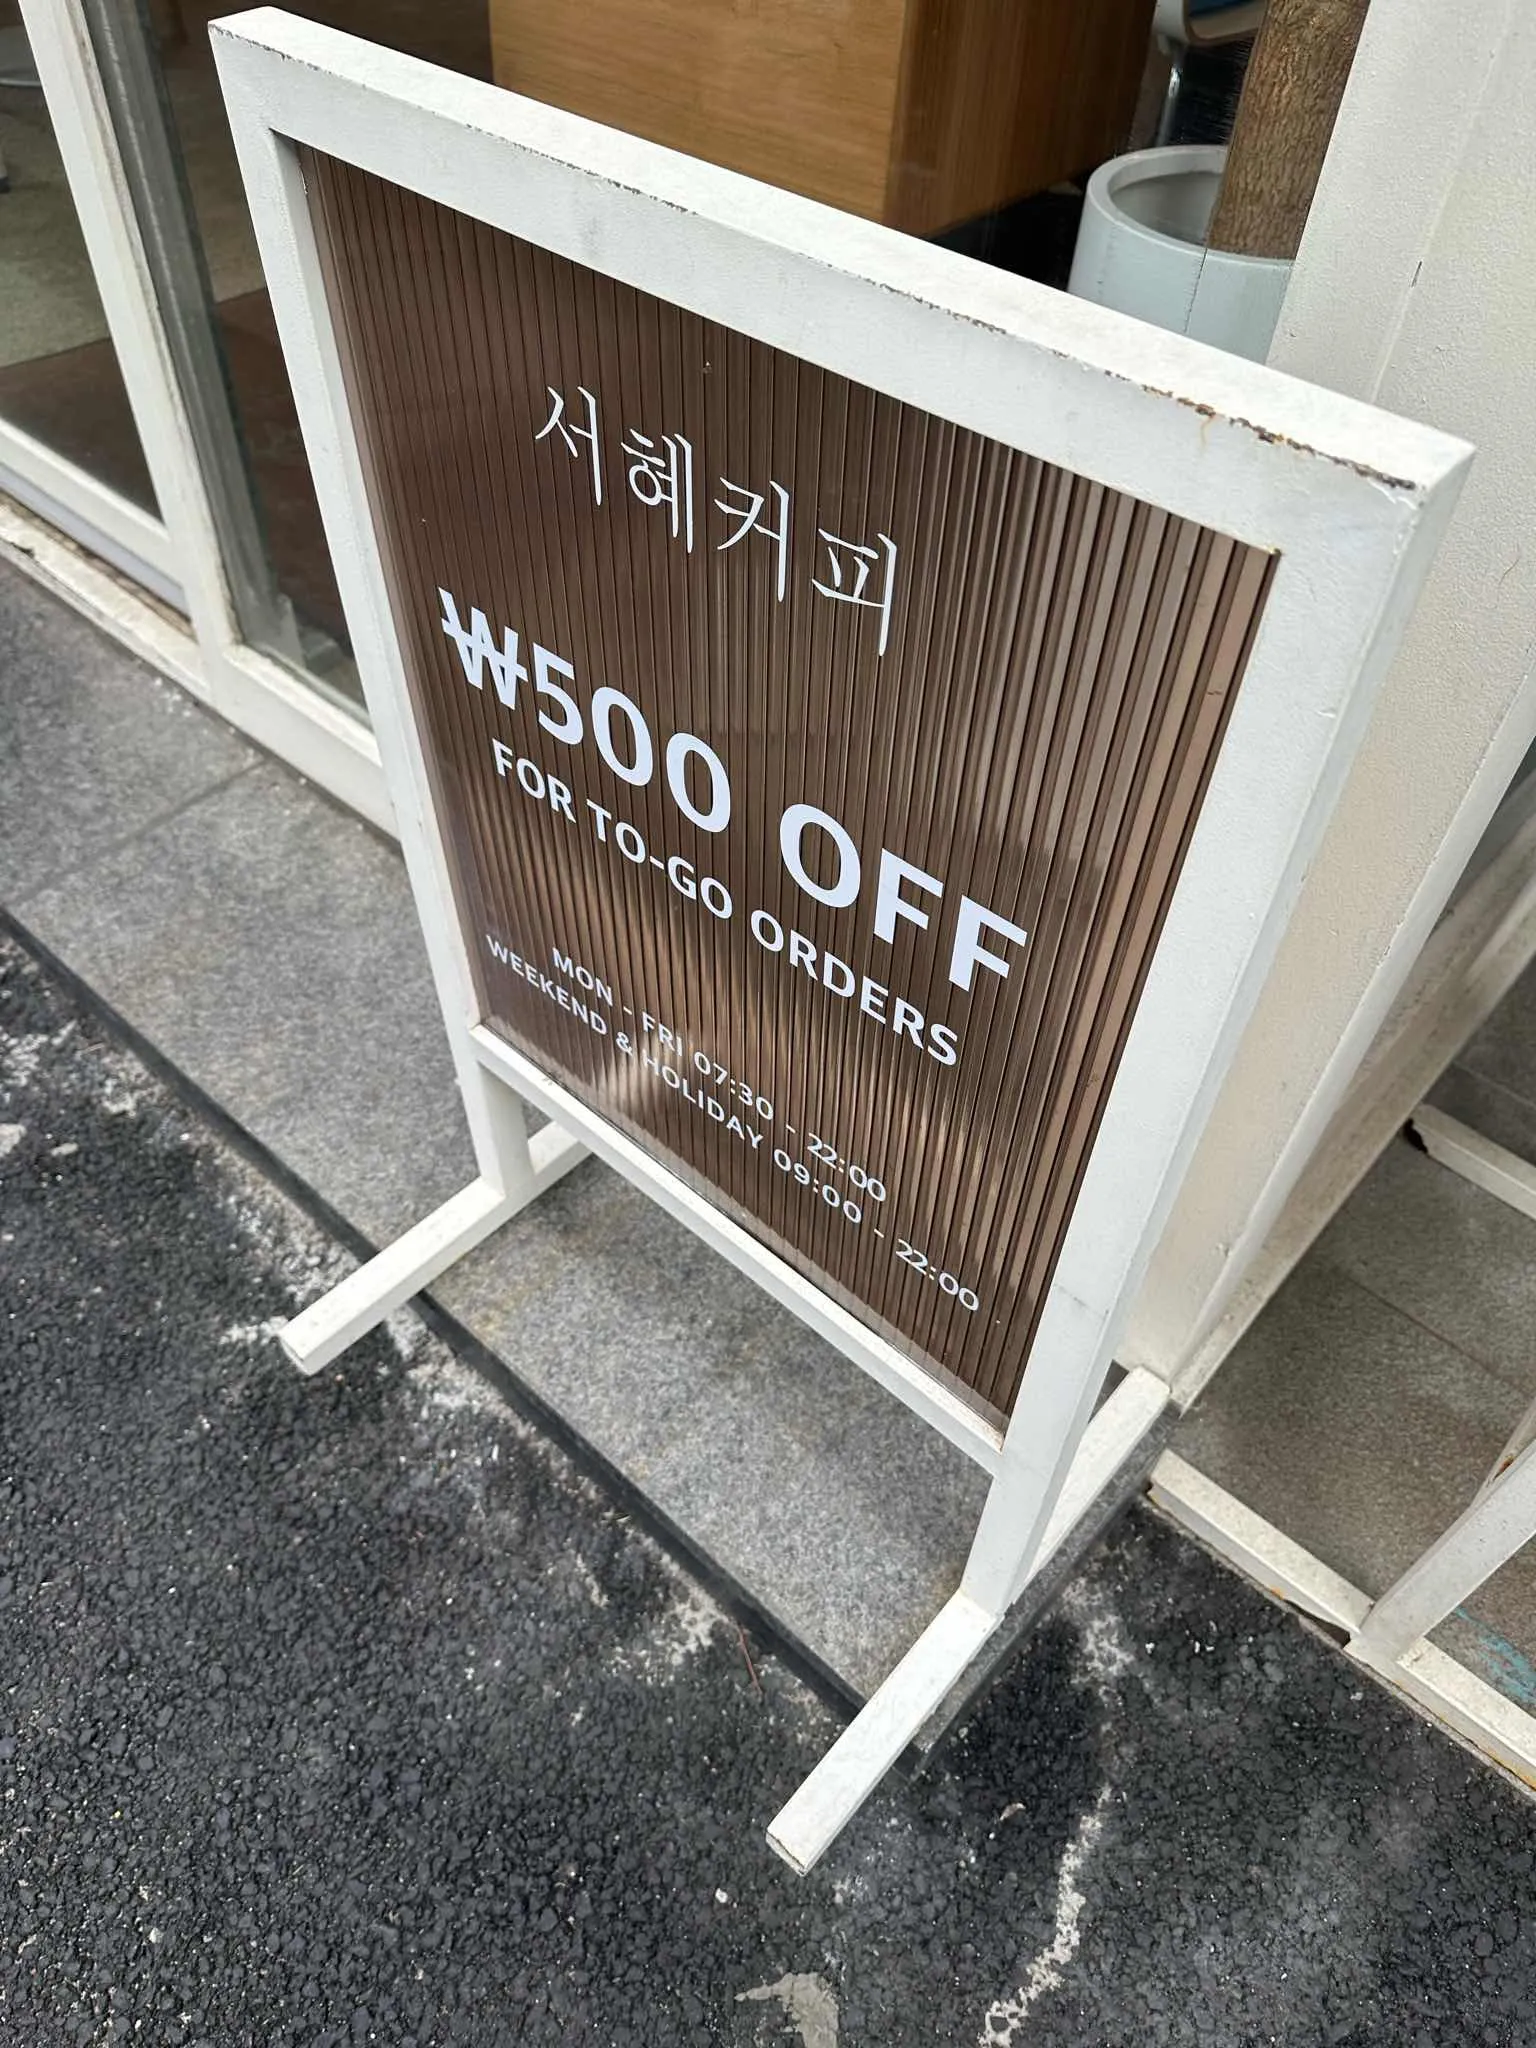 서혜커피
₩500 OFF
FOR TO-GO ORDERS
MON - FRI 07:30 - 22:00
WEEKEND & HOLIDAY 09:00 - 22:00